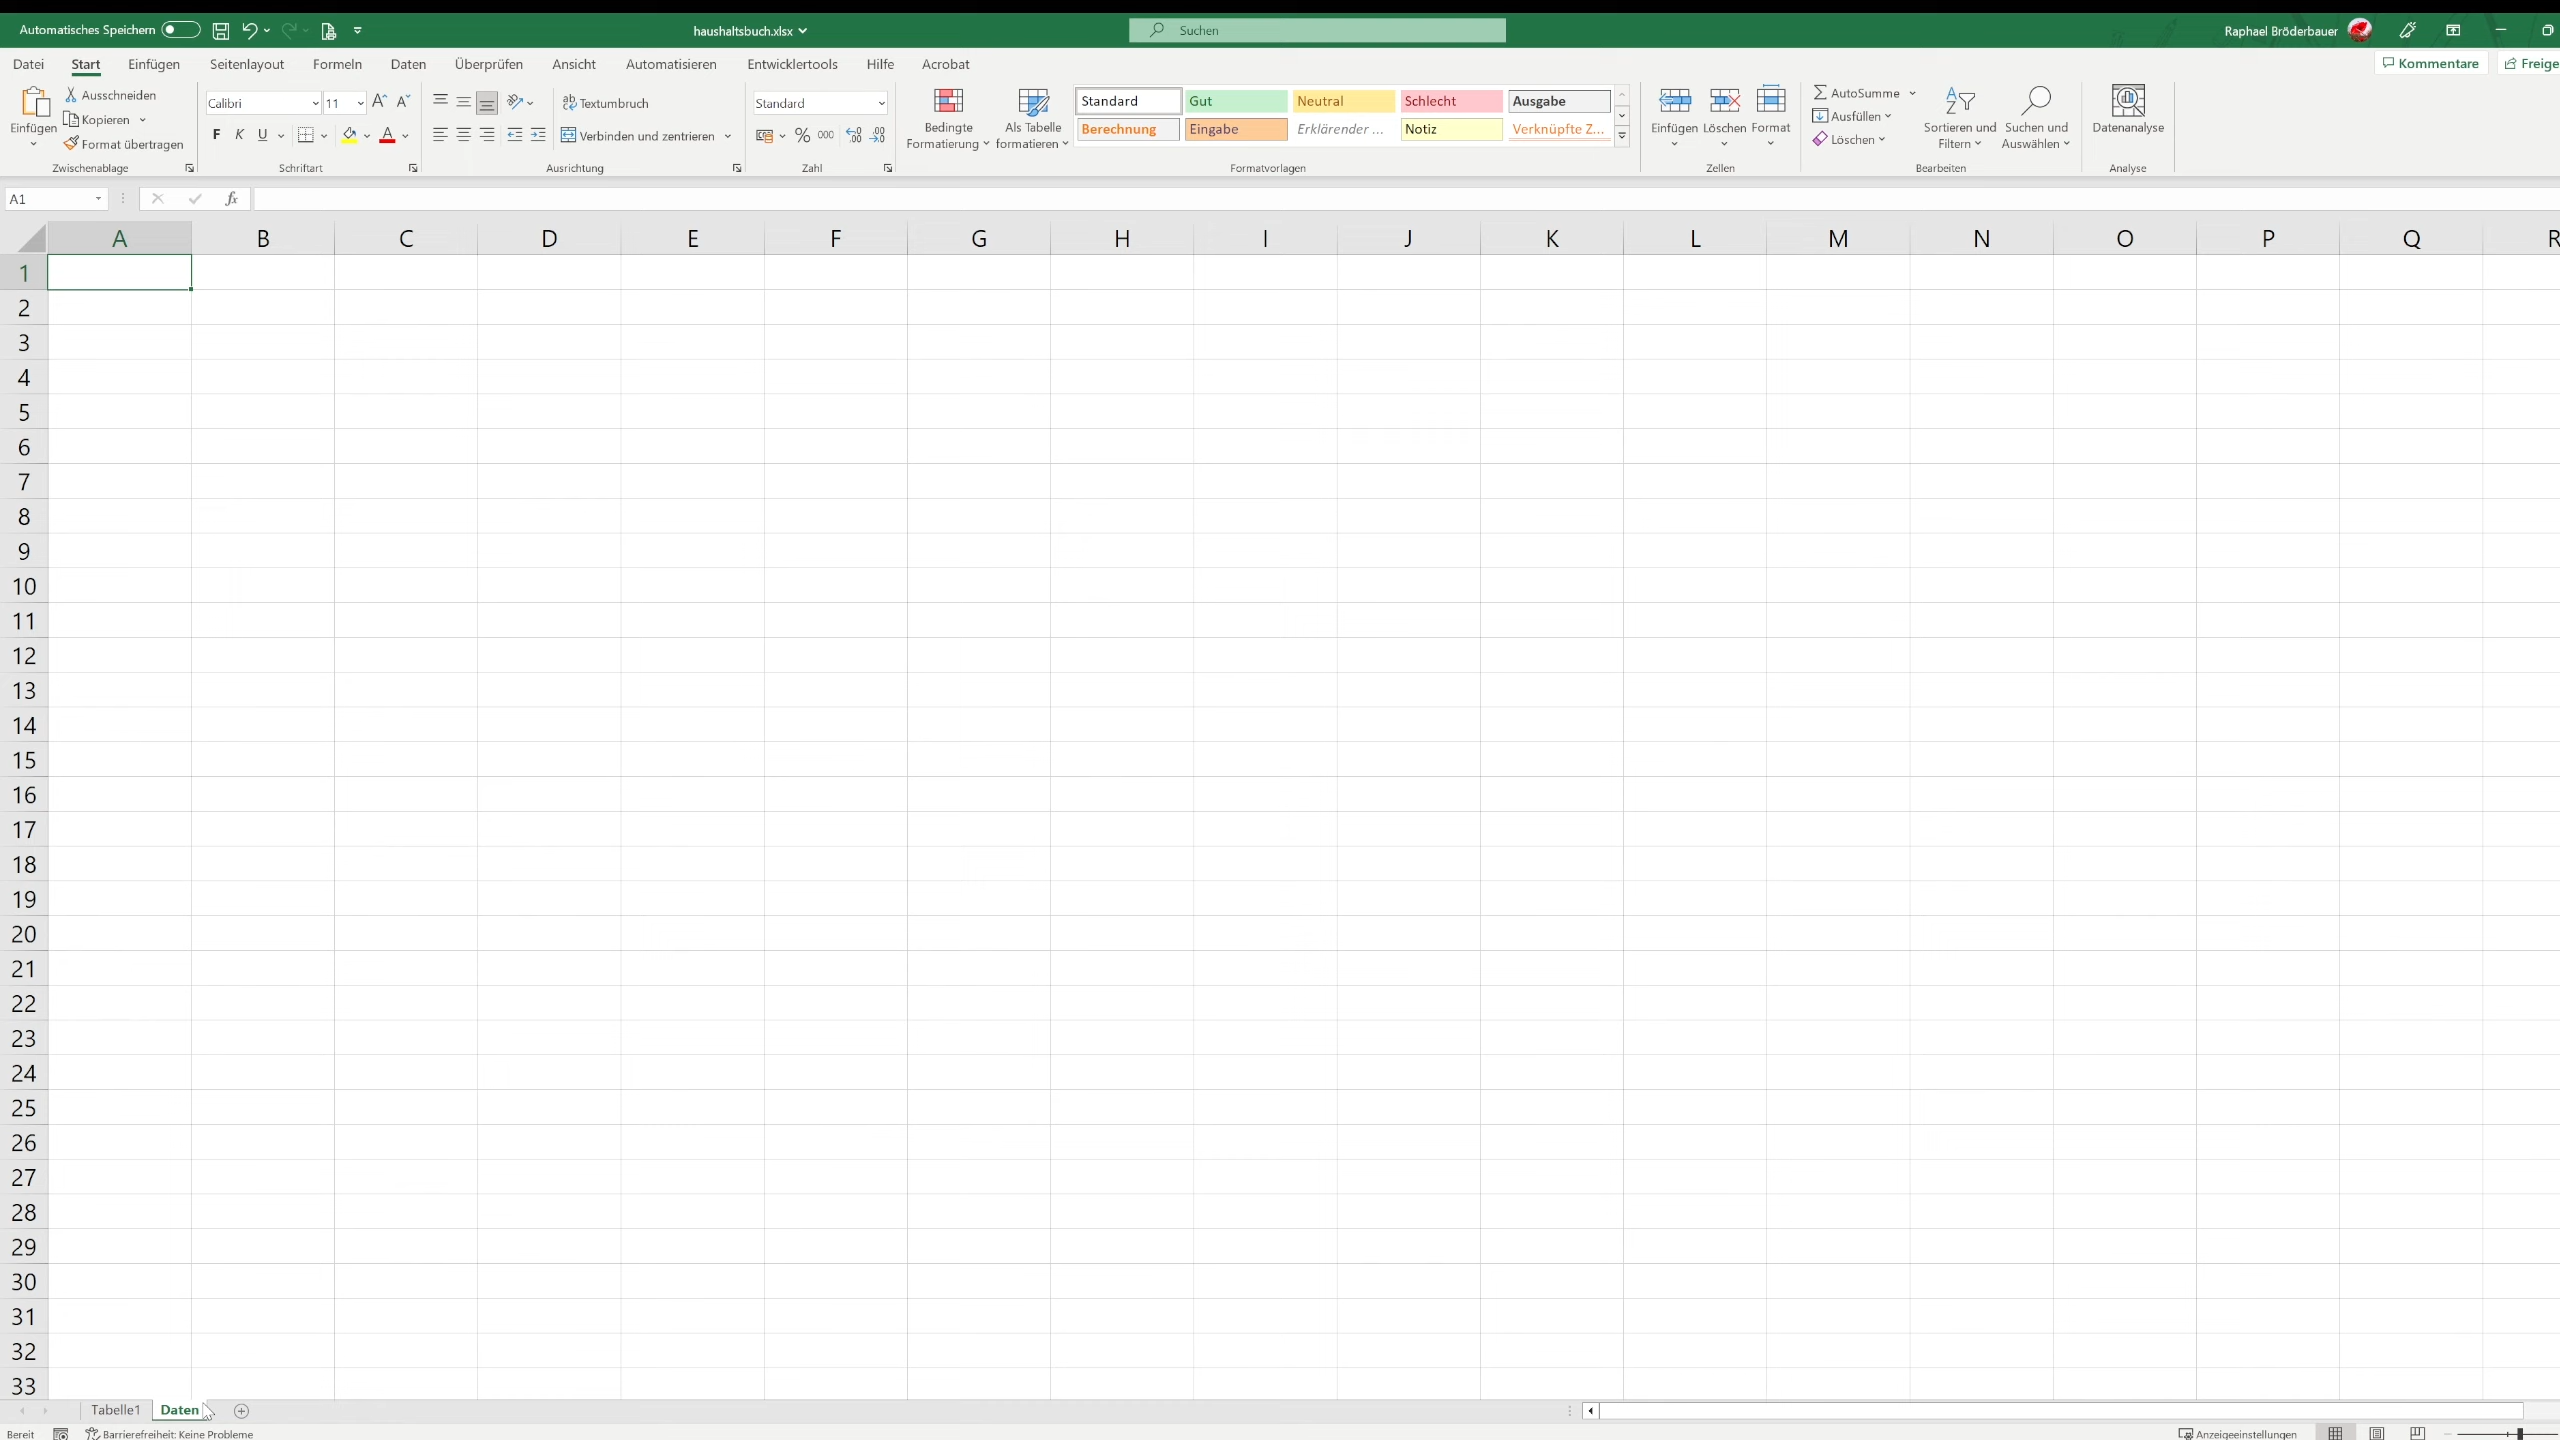 Automatisches Speichern haushaltsbuch.xlsx Suchen Raphael Bröderbauer
Datei Start Einfügen Seitenlayout Formeln Daten Überprüfen Ansicht Automatisieren Entwicklertools Hilfe Acrobat Kommentare Freige
Einfügen
Ausschneiden
Kopieren
Format übertragen
Zwischenablage
Calibri 11
F K U
Schriftart
Textumbruch
Verbinden und zentrieren
Ausrichtung
Standard
% 000
Zahl
Bedingte Formatierung
Als Tabelle formatieren
Standard Gut Neutral Schlecht Ausgabe
Berechnung Eingabe Erklärender ... Notiz Verknüpfte Z...
Formatvorlagen
Einfügen Löschen Format
Zellen
AutoSumme
Ausfüllen
Löschen
Sortieren und Filtern
Suchen und Auswählen
Bearbeiten
Datenanalyse
Analyse
A1 fx
A B C D E F G H I J K L M N O P Q R
1
2
3
4
5
6
7
8
9
10
11
12
13
14
15
16
17
18
19
20
21
22
23
24
25
26
27
28
29
30
31
32
33
Tabelle1 Daten
Bereit Barrierefreiheit: Keine Probleme Anzeigeeinstellungen